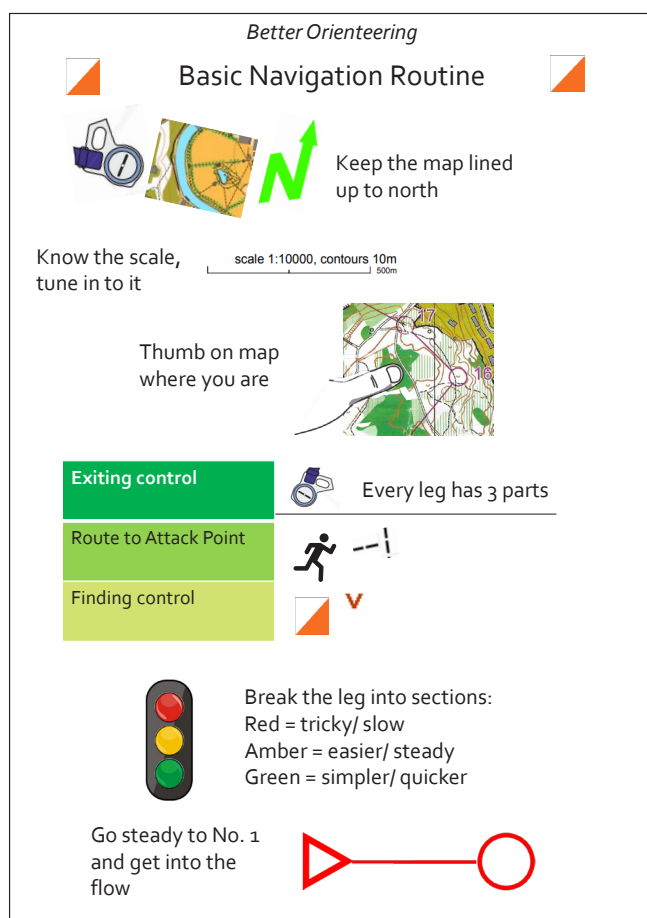 Better Orienteering
Basic Navigation Routine
Keep the map lined
up to north
Know the scale,
tune in to it
scale 1:10000, contours 10m
500m
Thumb on map
where you are
17
16
Exiting control
Every leg has 3 parts
Route to Attack Point
Finding control
Break the leg into sections:
Red = tricky/ slow
Amber = easier/ steady
Green = simpler/ quicker
Go steady to No. 1
and get into the
flow